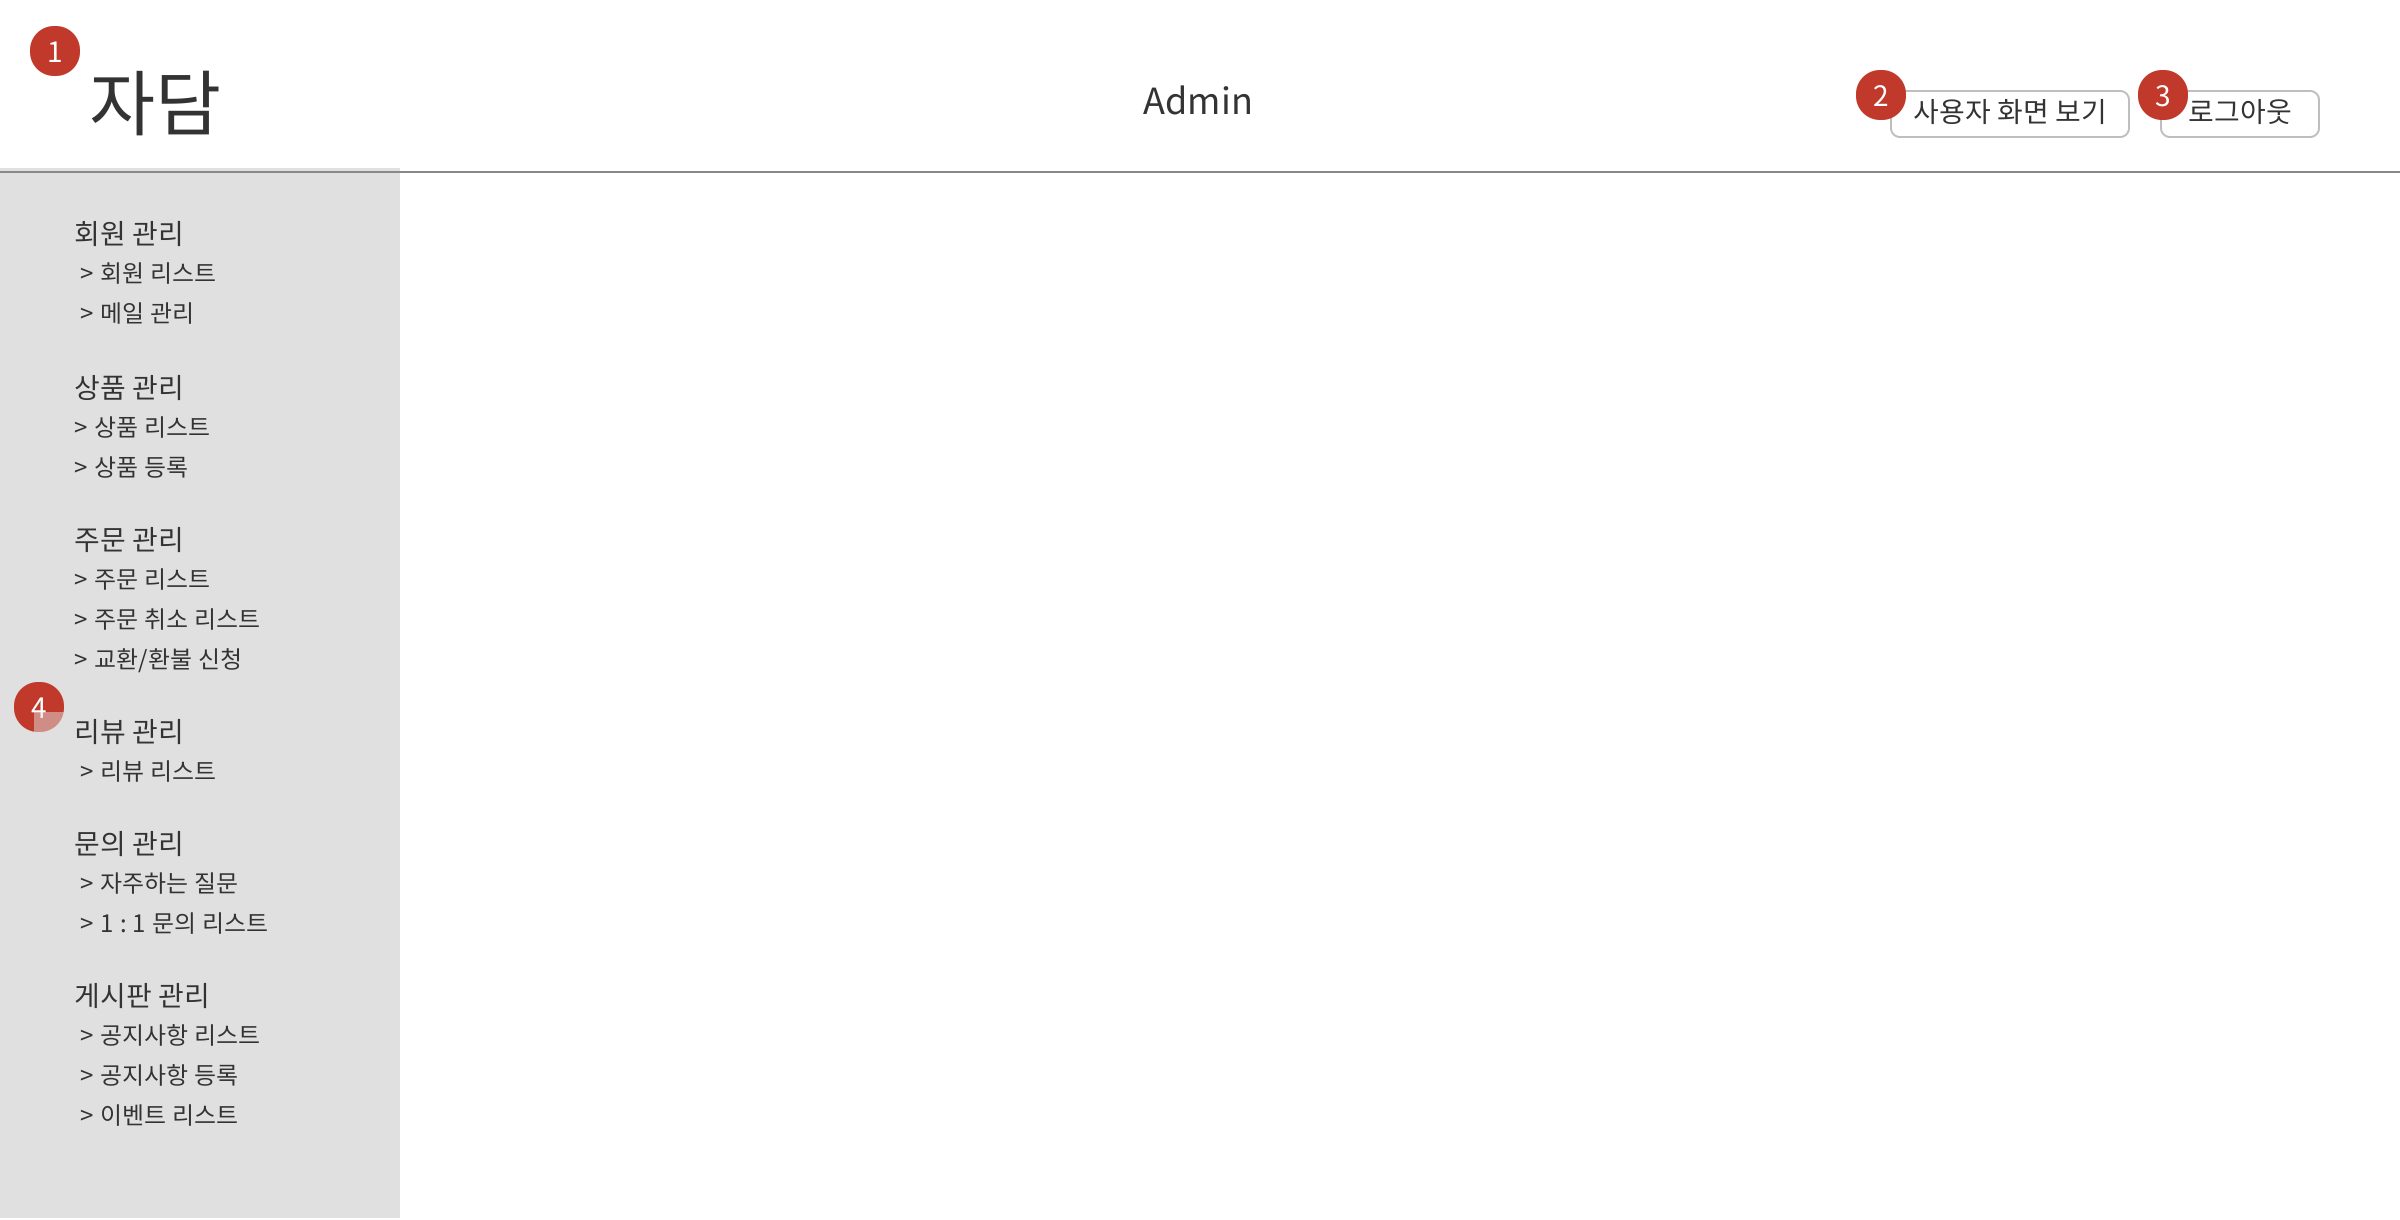 1
자담
Admin
2
사용자 화면 보기
3
로그아웃
회원 관리
> 회원 리스트
> 메일 관리
상품 관리
> 상품 리스트
> 상품 등록
주문 관리
> 주문 리스트
> 주문 취소 리스트
> 교환/환불 신청
4
리뷰 관리
> 리뷰 리스트
문의 관리
> 자주하는 질문
> 1 : 1 문의 리스트
게시판 관리
> 공지사항 리스트
> 공지사항 등록
> 이벤트 리스트